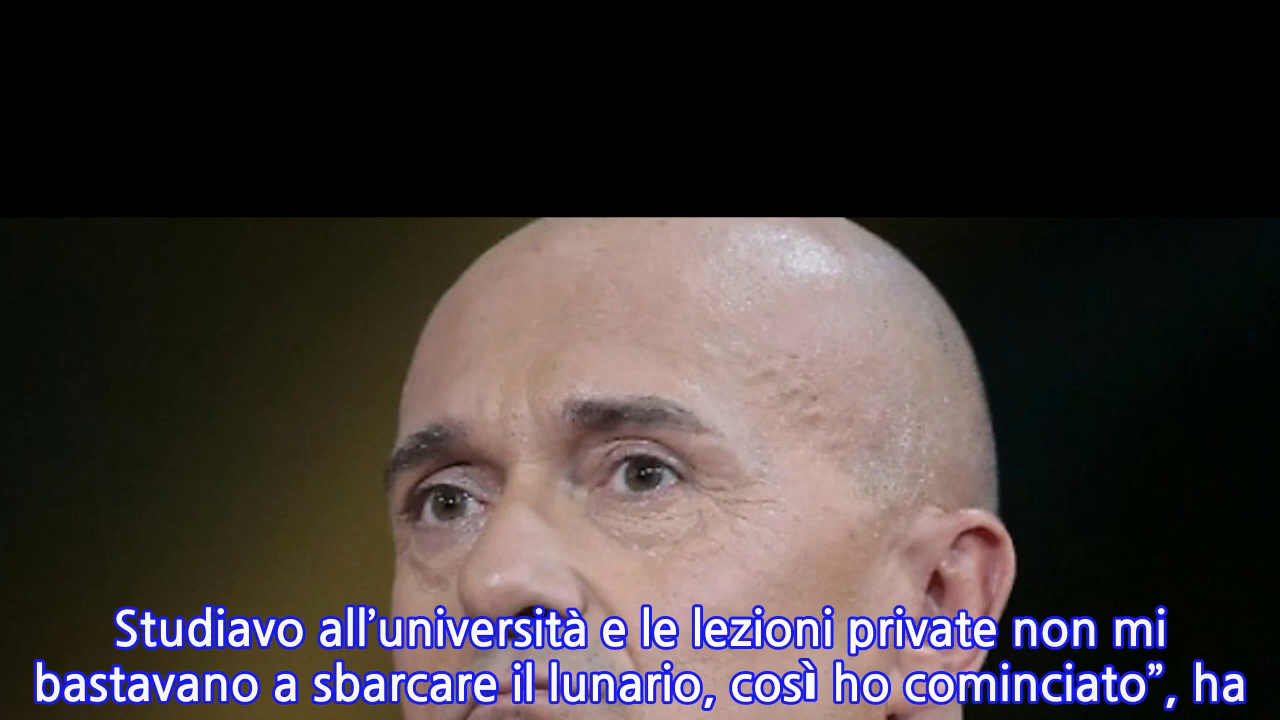 Studiavo all’università e le lezioni private non mi
bastavano a sbarcare il lunario, così ho cominciato”, ha